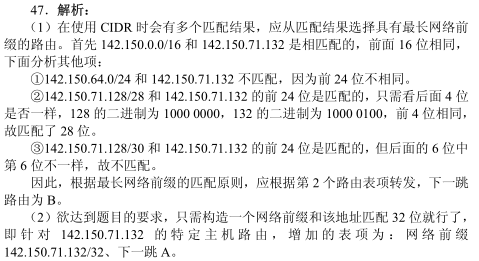 47．解析：
（1）在使用 CIDR 时会有多个匹配结果，应从匹配结果选择具有最长网络前
缀的路由。首先 142.150.0.0/16 和 142.150.71.132 是相匹配的，前面 16 位相同，
下面分析其他项：
①142.150.64.0/24 和 142.150.71.132 不匹配，因为前 24 位不相同。
②142.150.71.128/28 和 142.150.71.132 的前 24 位是匹配的，只需看后面 4 位
是否一样，128 的二进制为 1000 0000，132 的二进制为 1000 0100，前 4 位相同，
故匹配了 28 位。
③142.150.71.128/30 和 142.150.71.132 的前 24 位是匹配的，但后面的 6 位中
第 6 位不一样，故不匹配。
因此，根据最长网络前缀的匹配原则，应根据第 2 个路由表项转发，下一跳
路由为 B。
（2）欲达到题目的要求，只需构造一个网络前缀和该地址匹配 32 位就行了，
即针对 142.150.71.132 的特定主机路由，增加的表项为：网络前缀
142.150.71.132/32、下一跳 A。